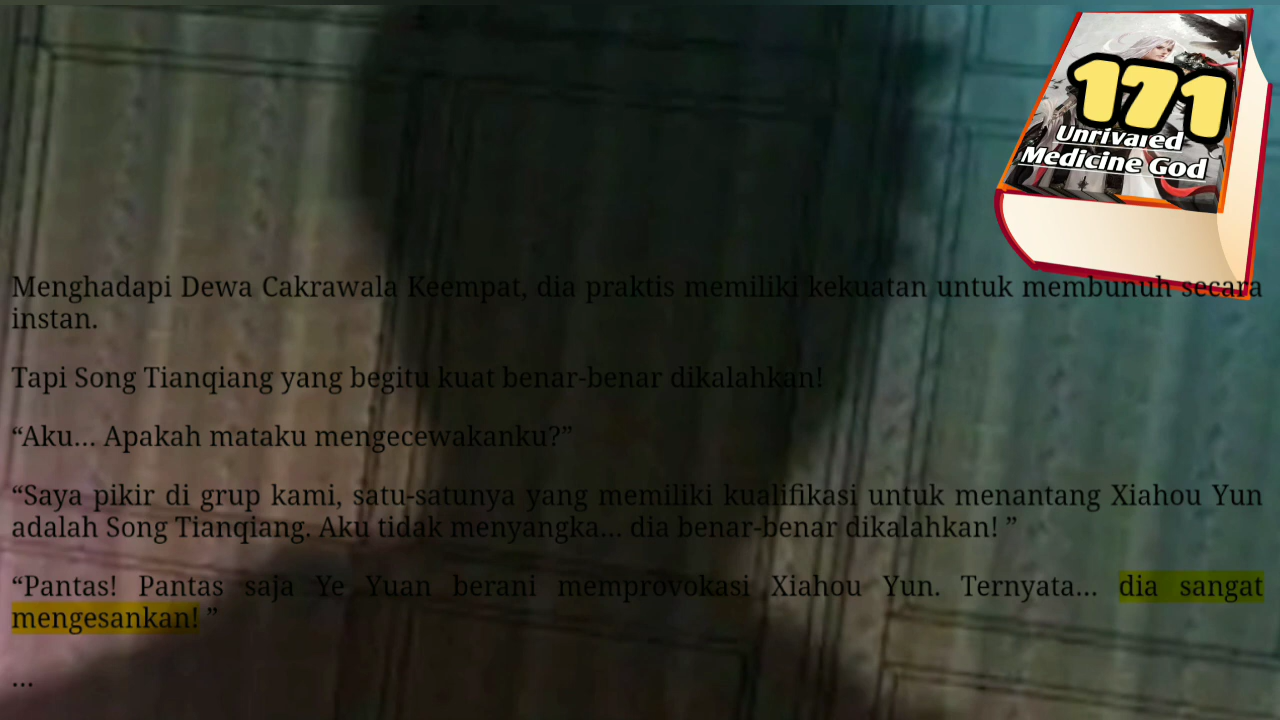 171
Unrivaled
Medicine God
Menghadapi Dewa Cakrawala Keempat, dia praktis memiliki kekuatan untuk membunuh secara
instan.
Tapi Song Tianqiang yang begitu kuat benar-benar dikalahkan!
“Aku… Apakah mataku mengecewakanku?”
“Saya pikir di grup kami, satu-satunya yang memiliki kualifikasi untuk menantang Xiahou Yun
adalah Song Tianqiang. Aku tidak menyangka… dia benar-benar dikalahkan! ”
“Pantas! Pantas saja Ye Yuan berani memprovokasi Xiahou Yun. Ternyata… dia sangat
mengesankan! ”
…